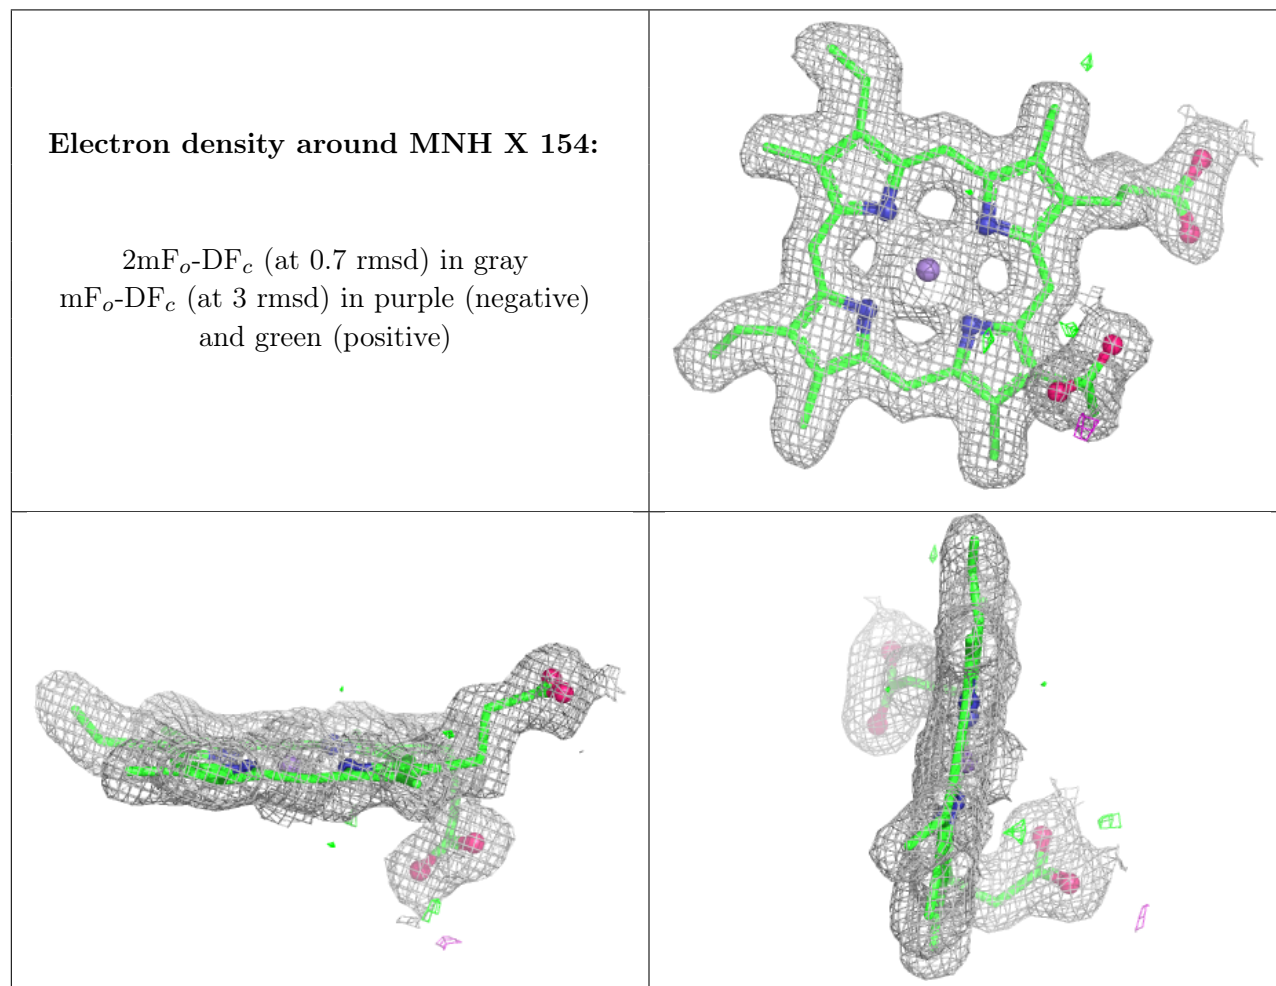 Electron density around MNH X 154:
2mFo-DFc (at 0.7 rmsd) in gray
mFo-DFc (at 3 rmsd) in purple (negative)
and green (positive)